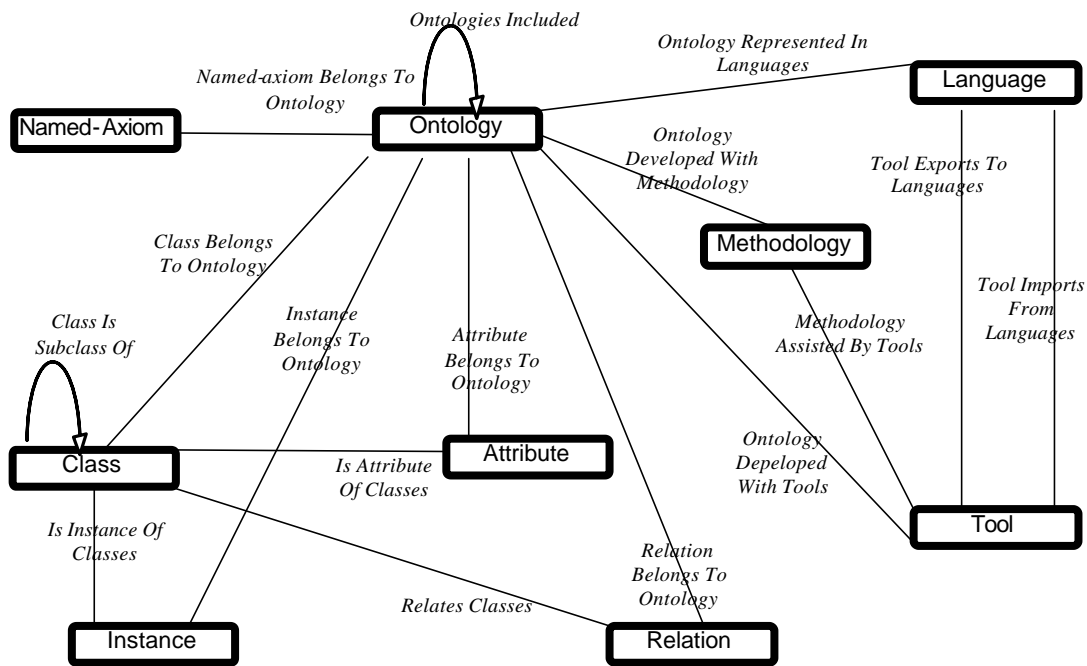 Ontologies Included
Ontology Represented In
Languages
Language
Named-axiom Belongs To
Ontology
Named-Axiom
Ontology
Ontology
Developed With
Methodology
Tool Exports To
Languages
Methodology
Class Belongs
To Ontology
Tool Imports
From
Languages
Class Is
Subclass Of
Instance
Belongs To
Ontology
Attribute
Belongs To
Ontology
Methodology
Assisted By Tools
Class
Is Attribute
Of Classes
Attribute
Ontology
Depeloped
With Tools
Is Instance Of
Classes
Tool
Relation
Belongs To
Ontology
Relates Classes
Instance
Relation